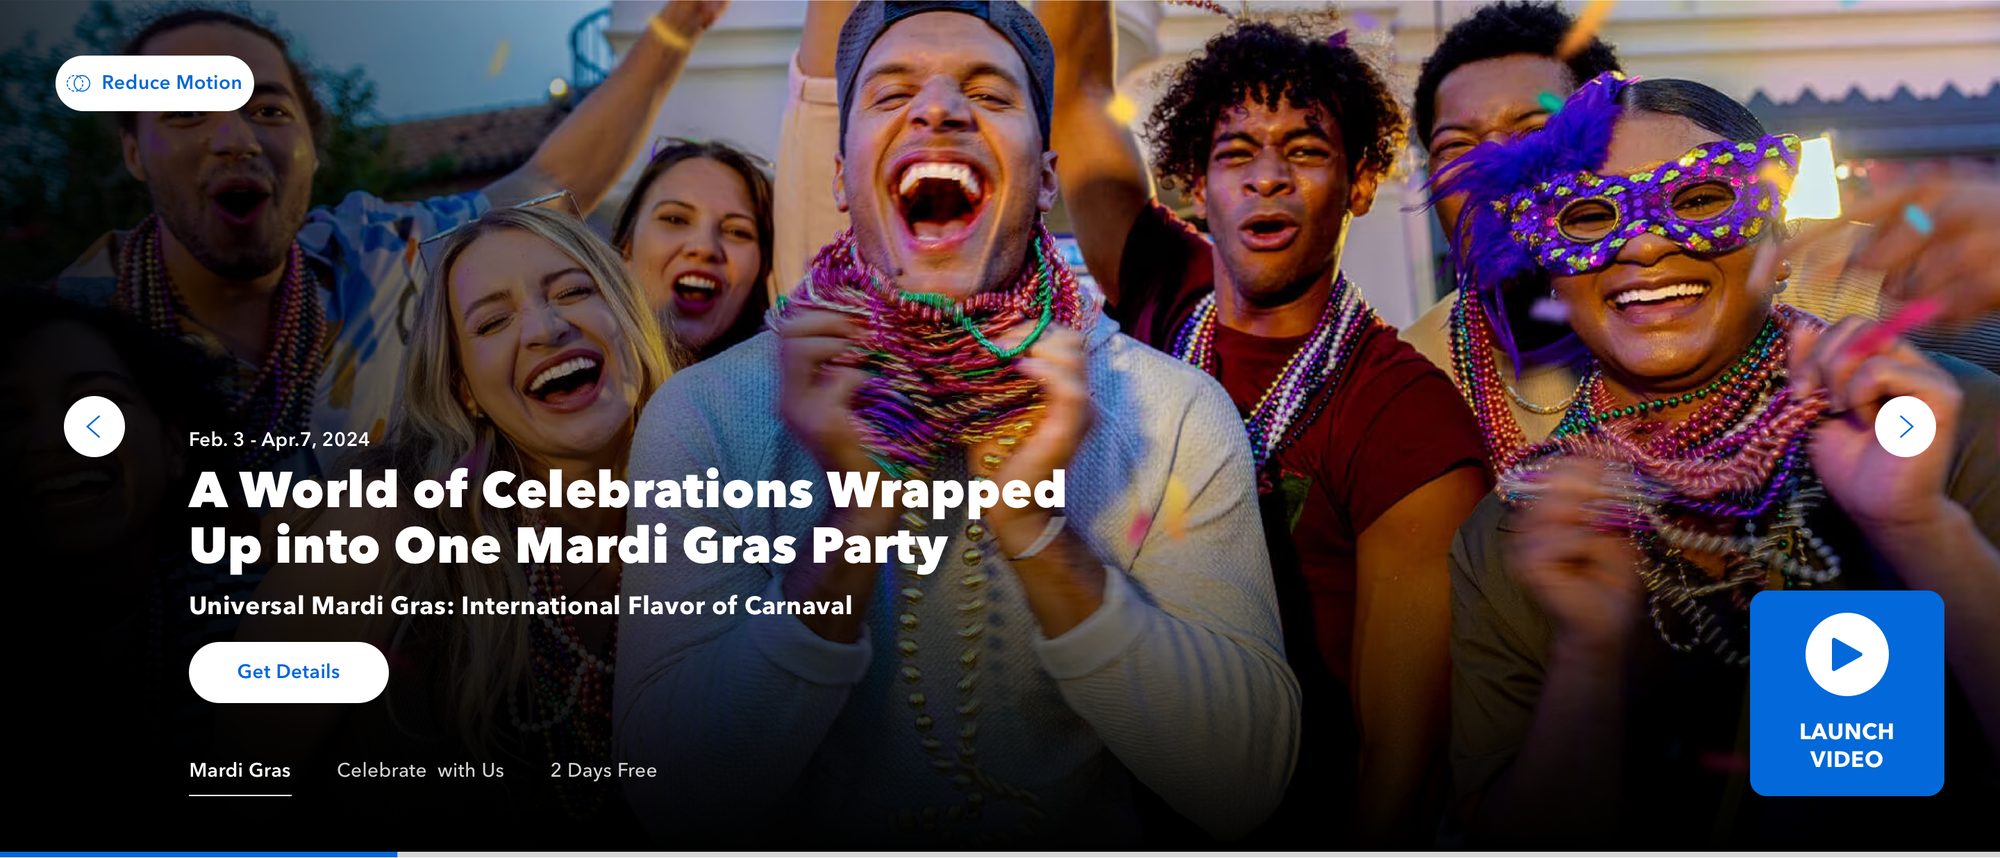 Reduce Motion
Feb. 3 - Apr.7, 2024
A World of Celebrations Wrapped
Up into One Mardi Gras Party
Universal Mardi Gras: International Flavor of Carnaval
Get Details
Mardi Gras
Celebrate  with Us
2 Days Free
LAUNCH
VIDEO